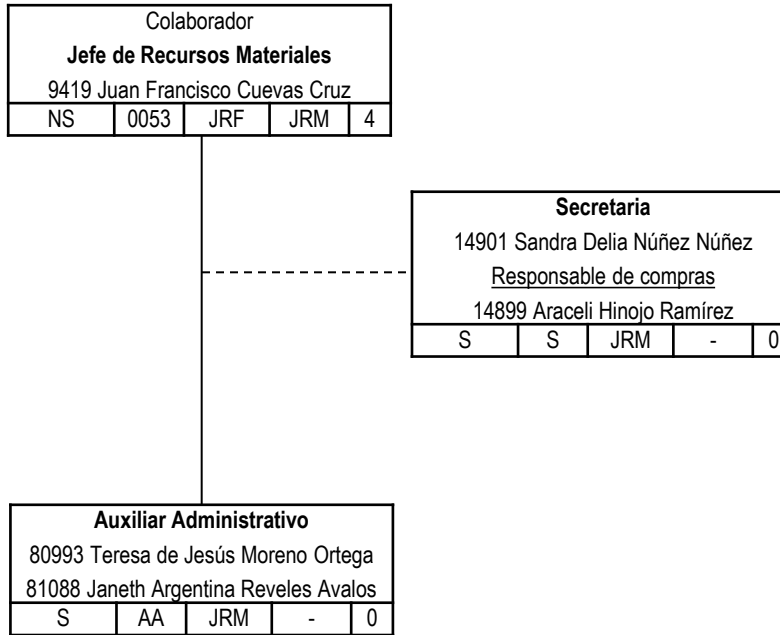 Colaborador
Jefe de Recursos Materiales
9419 Juan Francisco Cuevas Cruz
NS 0053 JRF JRM 4
Secretaria
14901 Sandra Delia Núñez Núñez
Responsable de compras
14899 Araceli Hinojo Ramírez
S S JRM - 0
Auxiliar Administrativo
80993 Teresa de Jesús Moreno Ortega
81088 Janeth Argentina Reveles Avalos
S AA JRM - 0